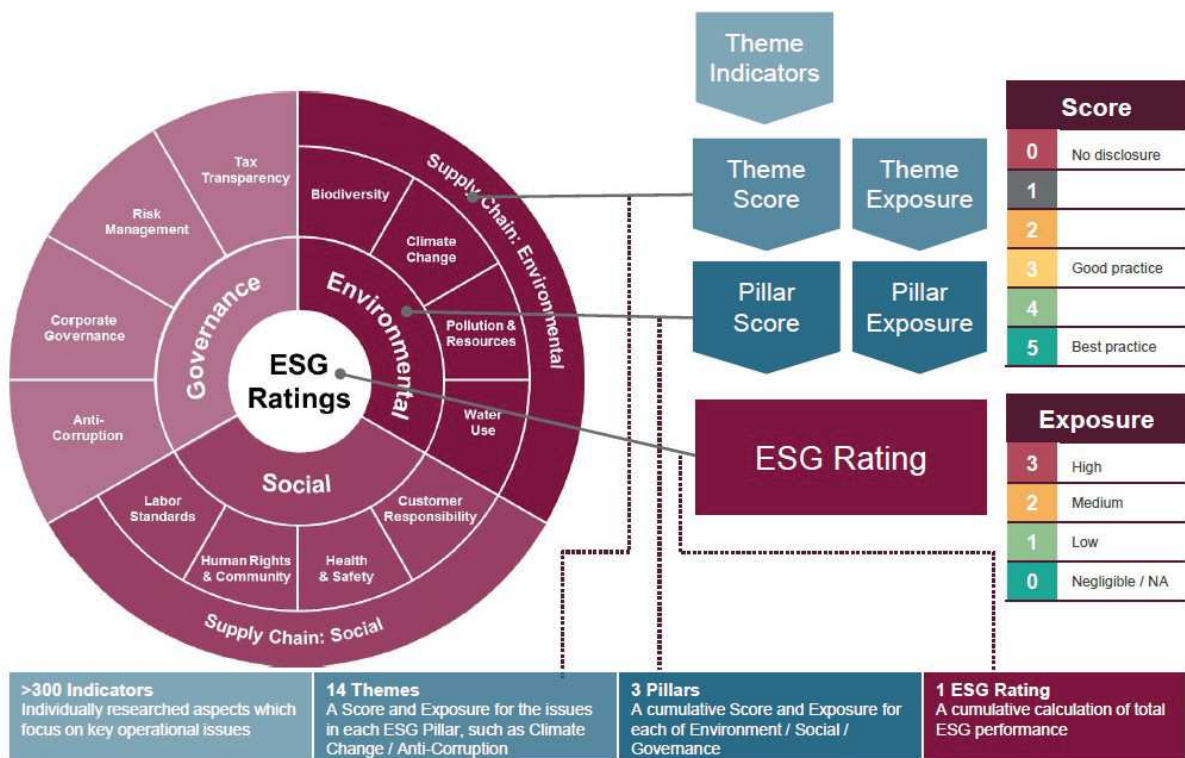 Theme
Indicators
Theme
Score
Theme
Exposure
Pillar
Score
Pillar
Exposure
ESG Rating
ESG
Ratings
Governance
Tax
Transparency
Risk
Management
Corporate
Governance
Anti-
Corruption
Environmental
Biodiversity
Climate
Change
Pollution &
Resources
Water
Use
Supply Chain: Environmental
Social
Labor
Standards
Human Rights
& Community
Health
& Safety
Customer
Responsibility
Supply Chain: Social
Score
0 No disclosure
1
2
3 Good practice
4
5 Best practice
Exposure
3 High
2 Medium
1 Low
0 Negligible / NA
>300 Indicators
Individually researched aspects which
focus on key operational issues
14 Themes
A Score and Exposure for the issues
in each ESG Pillar, such as Climate
Change / Anti-Corruption
3 Pillars
A cumulative Score and Exposure for
each of Environment / Social /
Governance
1 ESG Rating
A cumulative calculation of total
ESG performance